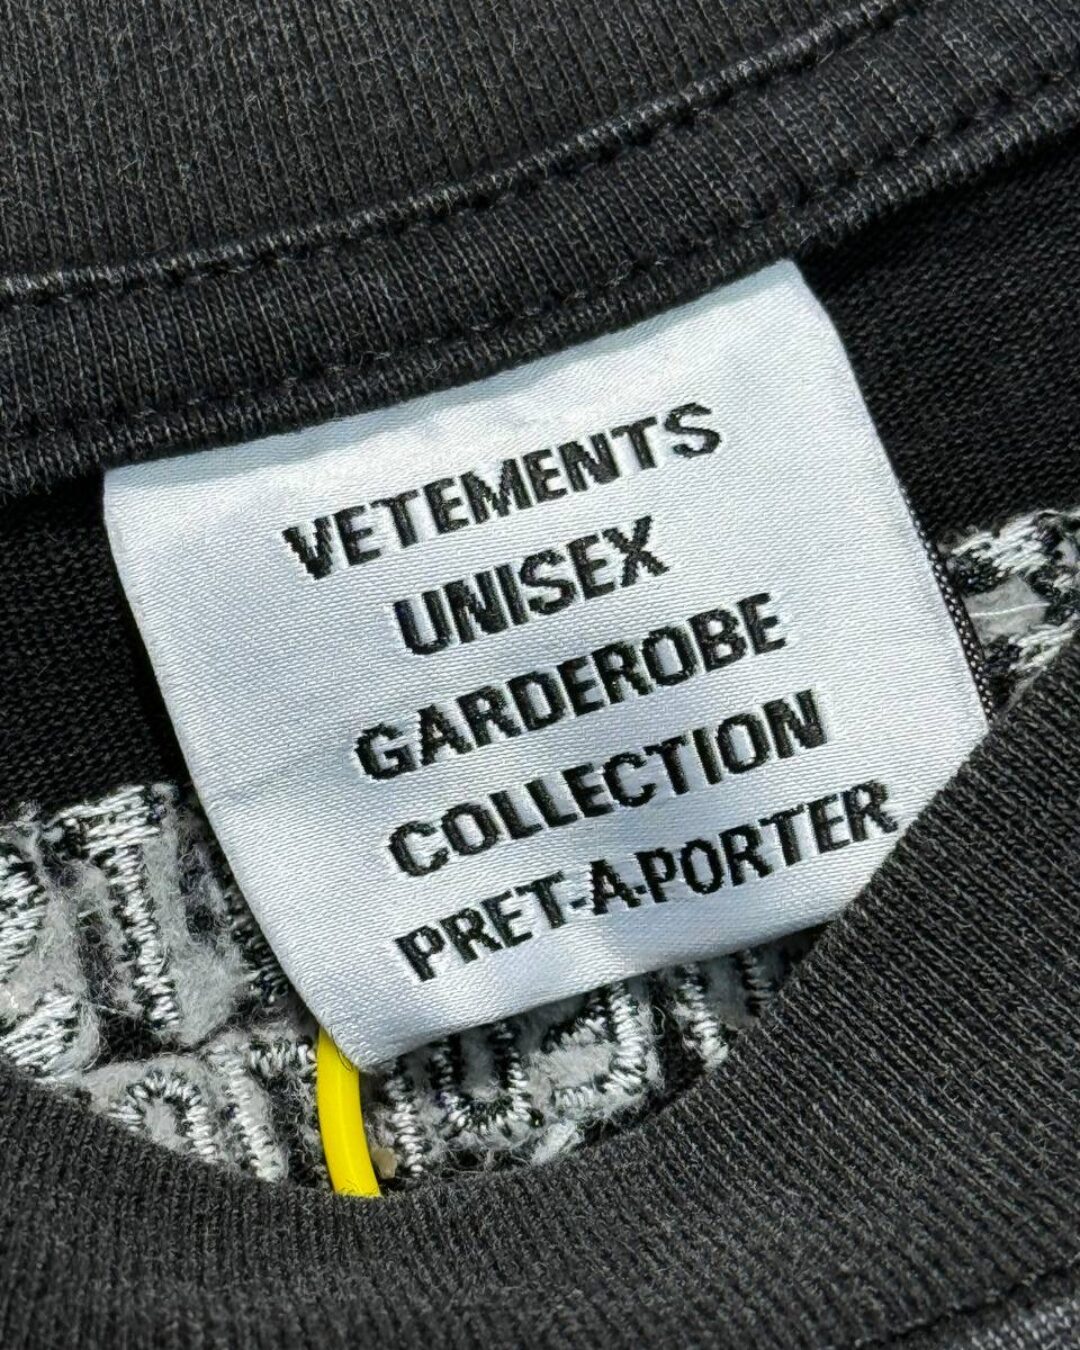 VETEMENTS
UNISEX
GARDEROBE
COLLECTION
PRET-A-PORTER